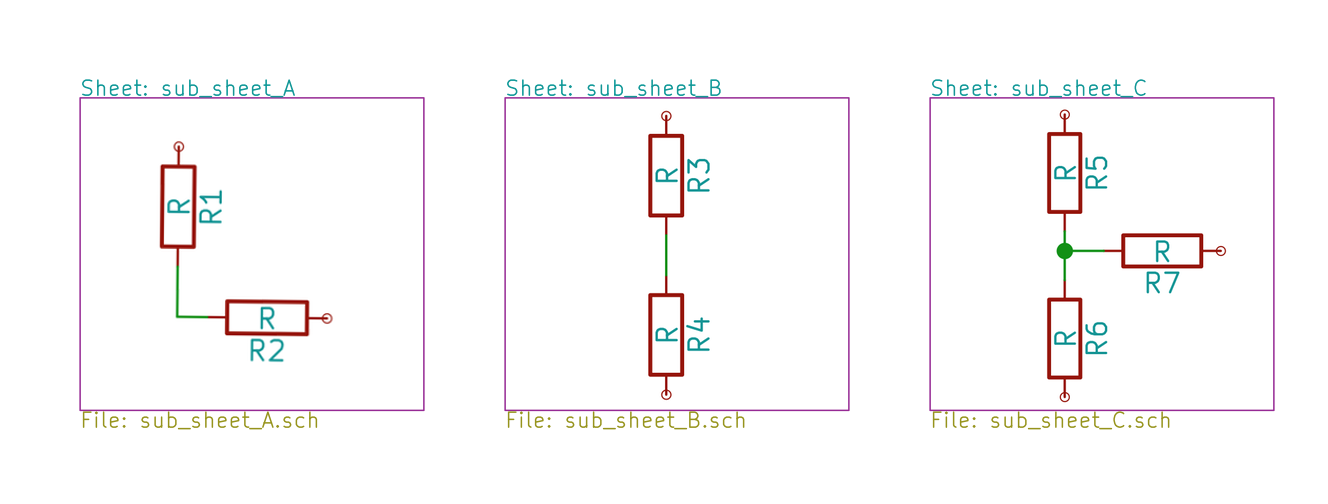 Sheet: sub_sheet_A
R
R1
R
R2
File: sub_sheet_A.sch
Sheet: sub_sheet_B
R
R3
R
R4
File: sub_sheet_B.sch
Sheet: sub_sheet_C
R
R5
R
R7
R
R6
File: sub_sheet_C.sch